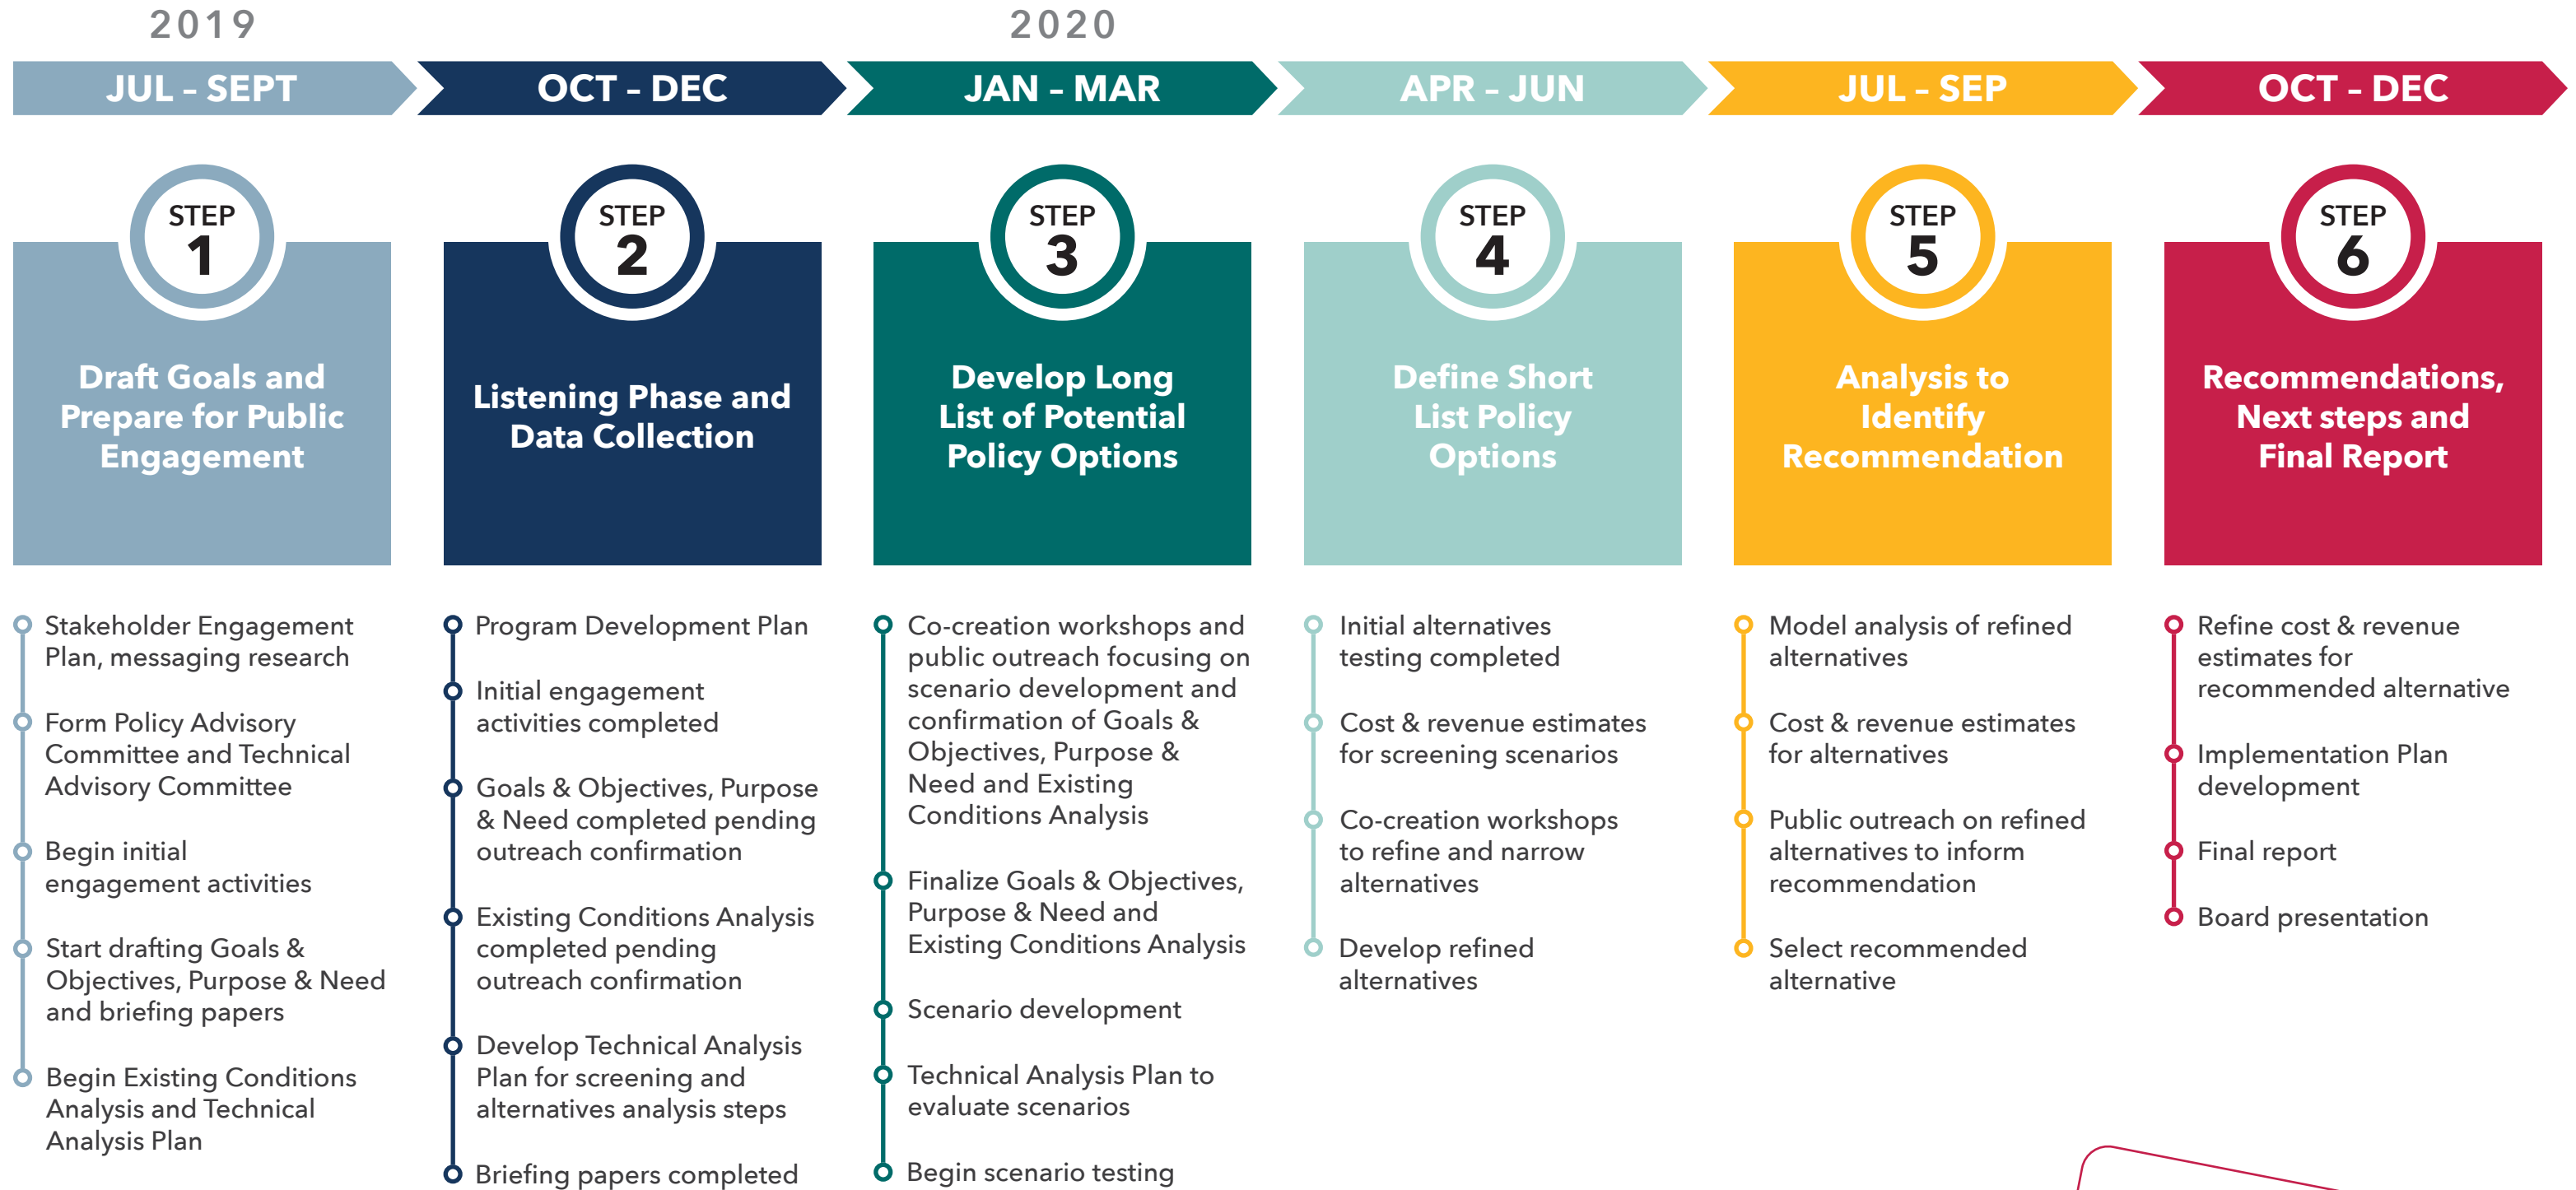 2019
2020
JUL – SEPT
OCT – DEC
JAN – MAR
APR – JUN
JUL – SEP
OCT – DEC
STEP
1
Draft Goals and
Prepare for Public
Engagement
Stakeholder Engagement
Plan, messaging research
Form Policy Advisory
Committee and Technical
Advisory Committee
Begin initial
engagement activities
Start drafting Goals &
Objectives, Purpose & Need
and briefing papers
Begin Existing Conditions
Analysis and Technical
Analysis Plan
STEP
2
Listening Phase and
Data Collection
Program Development Plan
Initial engagement
activities completed
Goals & Objectives, Purpose
& Need completed pending
outreach confirmation
Existing Conditions Analysis
completed pending
outreach confirmation
Develop Technical Analysis
Plan for screening and
alternatives analysis steps
Briefing papers completed
STEP
3
Develop Long
List of Potential
Policy Options
Co-creation workshops and
public outreach focusing on
scenario development and
confirmation of Goals &
Objectives, Purpose &
Need and Existing
Conditions Analysis
Finalize Goals & Objectives,
Purpose & Need and
Existing Conditions Analysis
Scenario development
Technical Analysis Plan to
evaluate scenarios
Begin scenario testing
STEP
4
Define Short
List Policy
Options
Initial alternatives
testing completed
Cost & revenue estimates
for screening scenarios
Co-creation workshops
to refine and narrow
alternatives
Develop refined
alternatives
STEP
5
Analysis to
Identify
Recommendation
Model analysis of refined
alternatives
Cost & revenue estimates
for alternatives
Public outreach on refined
alternatives to inform
recommendation
Select recommended
alternative
STEP
6
Recommendations,
Next steps and
Final Report
Refine cost & revenue
estimates for
recommended alternative
Implementation Plan
development
Final report
Board presentation